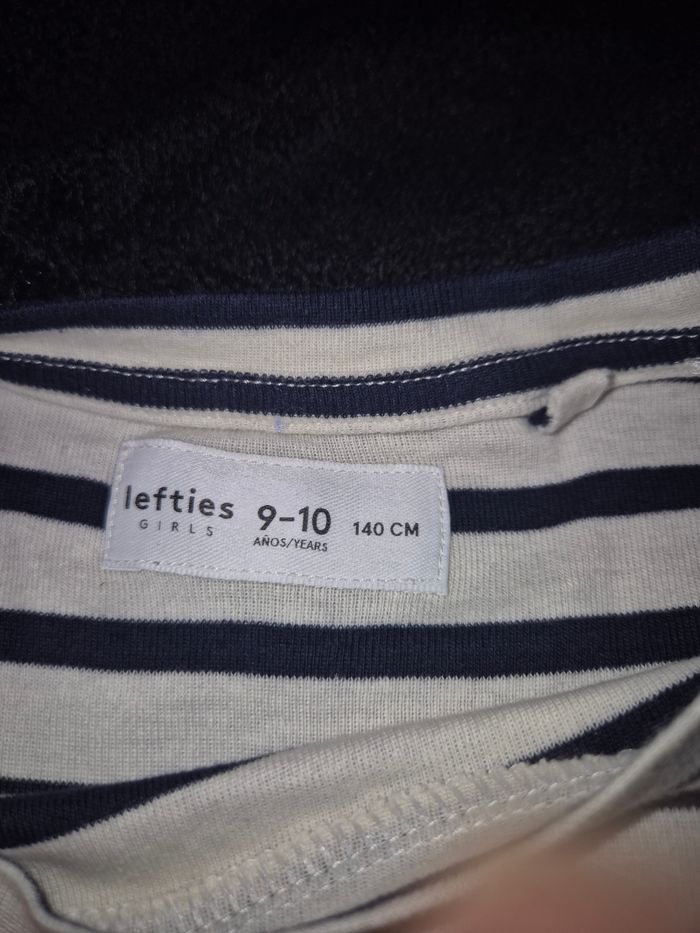 lefties
GIRLS
9-10
AÑOS/YEARS
140 CM